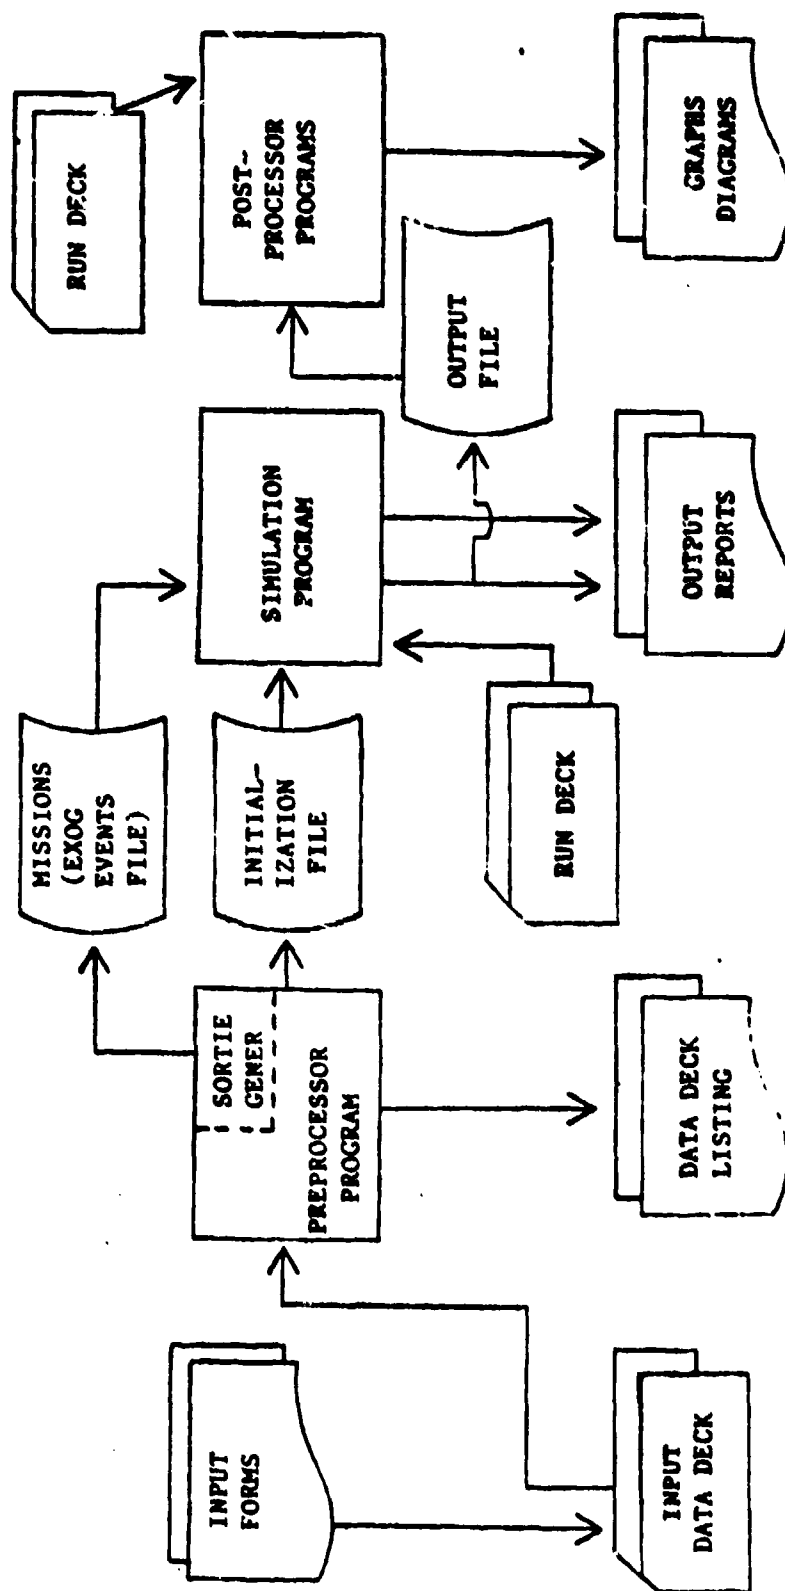 INPUT
FORMS
INPUT
DATA DECK
SORTIE
GENER
PREPROCESSOR
PROGRAM
DATA DECK
LISTING
MISSIONS
(EXOG
EVENTS
FILE)
INITIAL-
IZATION
FILE
RUN DECK
SIMULATION
PROGRAM
OUTPUT
REPORTS
OUTPUT
FILE
RUN DECK
POST-
PROCESSOR
PROGRAMS
GRAPHS
DIAGRAMS